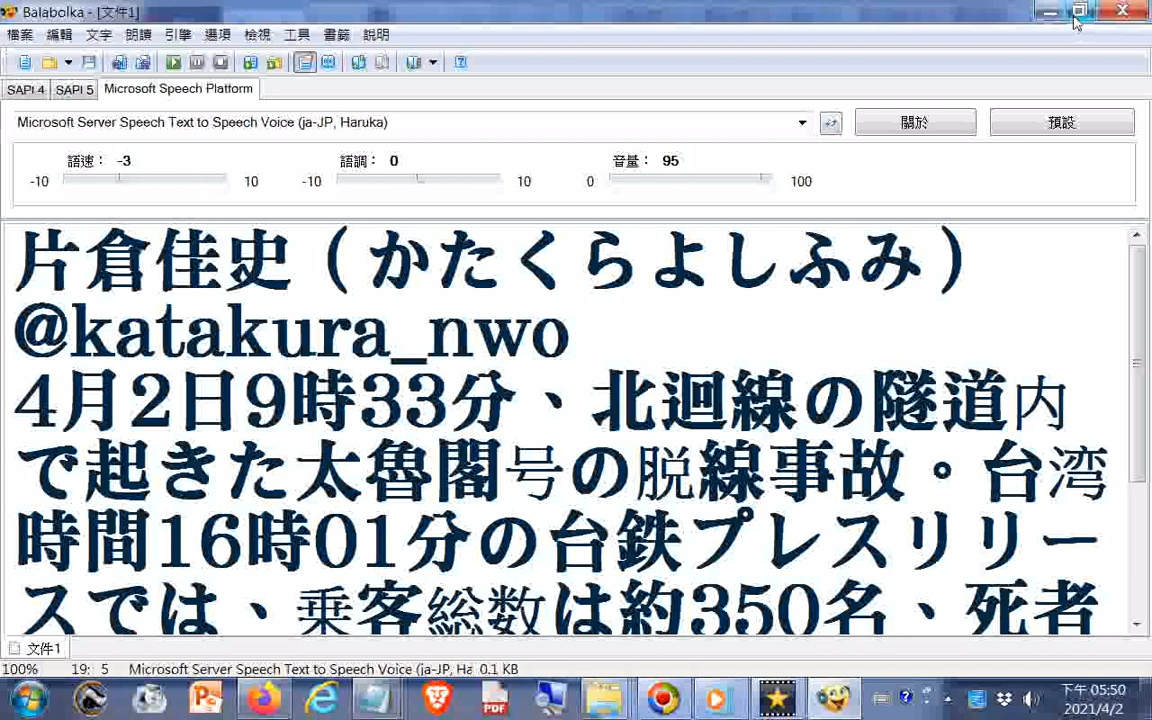 Balabolka - [文件1]
檔案 編輯 文字 朗讀 引擎 選項 檢視 工具 書籤 說明
SAPI 4 SAPI 5 Microsoft Speech Platform
Microsoft Server Speech Text to Speech Voice (ja-JP, Haruka) 關於 預設
語速： -3 語調： 0 音量： 95
-10 10 -10 10 0 100
片倉佳史（かたくらよしふみ）
@katakura_nwo
4月2日9時33分、北迴線の隧道内
で起きた太魯閣号の脱線事故。台湾
時間16時01分の台鉄プレスリリー
スでは、乗客総数は約350名、死者
文件1
100% 19: 5 Microsoft Server Speech Text to Speech Voice (ja-JP, Ha 0.1 KB
PDF
下午 05:50
2021/4/2